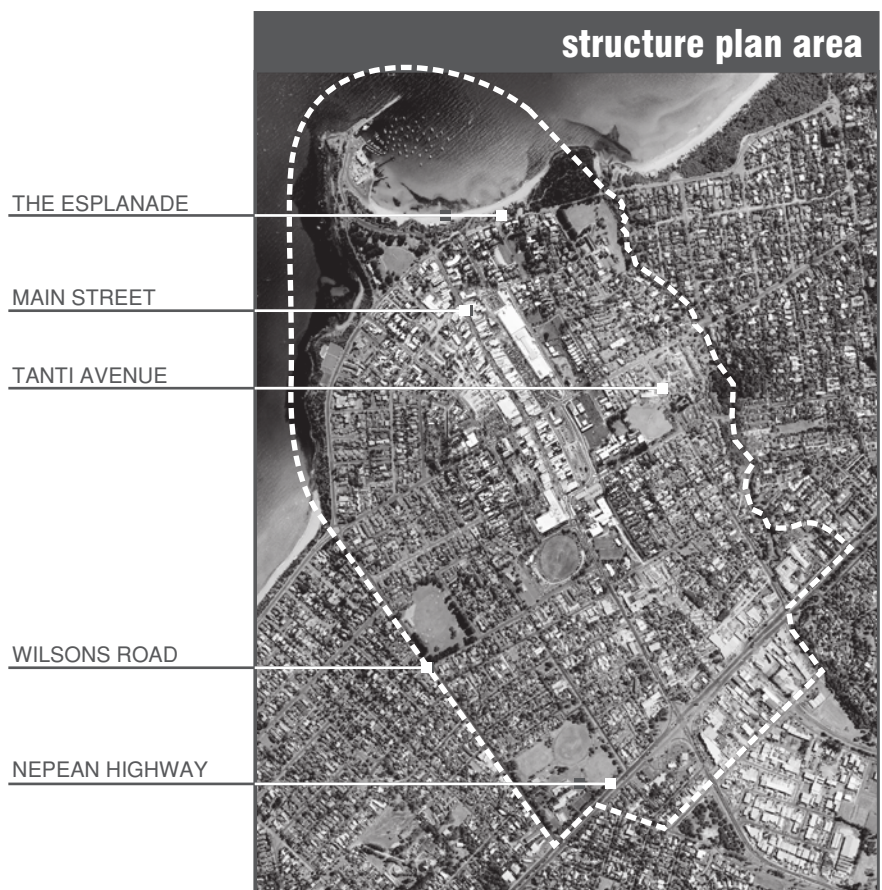 structure plan area
THE ESPLANADE
MAIN STREET
TANTI AVENUE
WILSONS ROAD
NEPEAN HIGHWAY